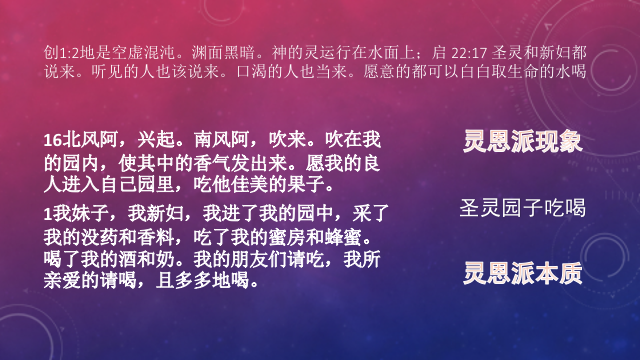 创1:2地是空虚混沌。渊面黑暗。神的灵运行在水面上；启 22:17 圣灵和新妇都
说来。听见的人也该说来。口渴的人也当来。愿意的都可以白白取生命的水喝
16北风阿，兴起。南风阿，吹来。吹在我
的园内，使其中的香气发出来。愿我的良
人进入自己园里，吃他佳美的果子。
1我妹子，我新妇，我进了我的园中，采了
我的没药和香料，吃了我的蜜房和蜂蜜。
喝了我的酒和奶。我的朋友们请吃，我所
亲爱的请喝，且多多地喝。
灵恩派现象
圣灵园子吃喝
灵恩派本质